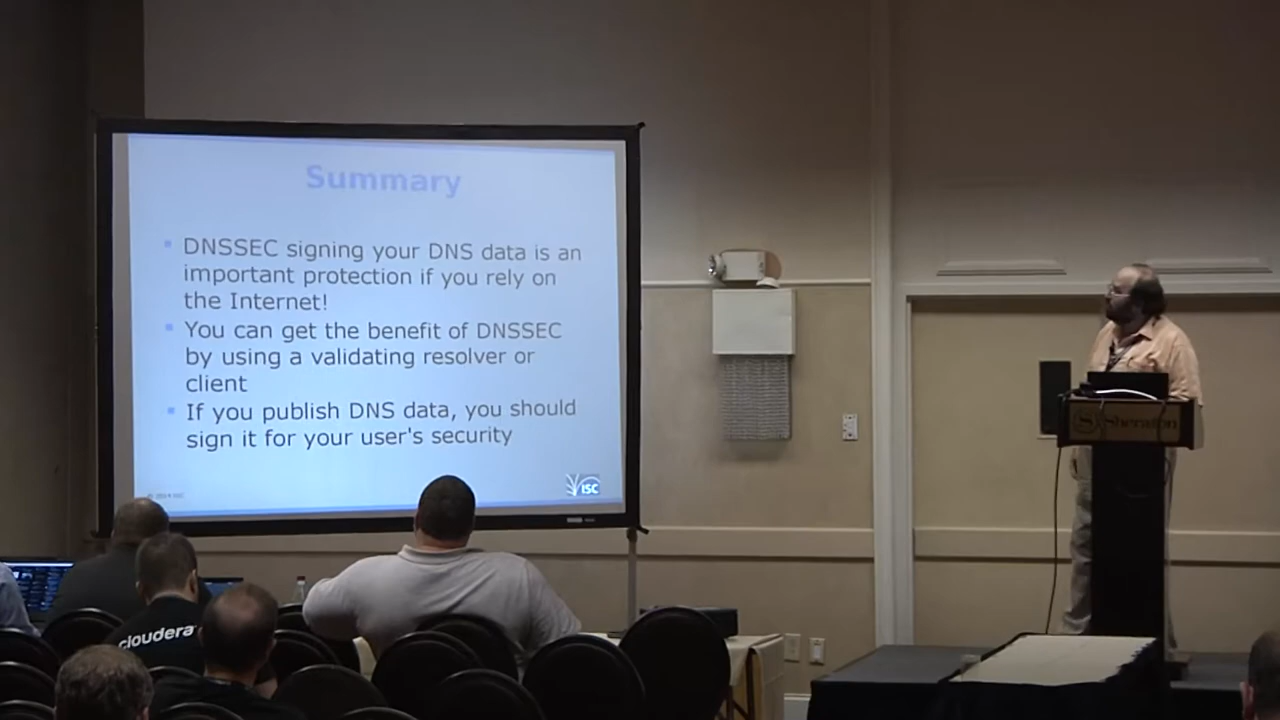 Summary
DNSSEC signing your DNS data is an
important protection if you rely on
the Internet!
You can get the benefit of DNSSEC
by using a validating resolver or
client
If you publish DNS data, you should
sign it for your user's security
ISC
Sheraton
cloudera